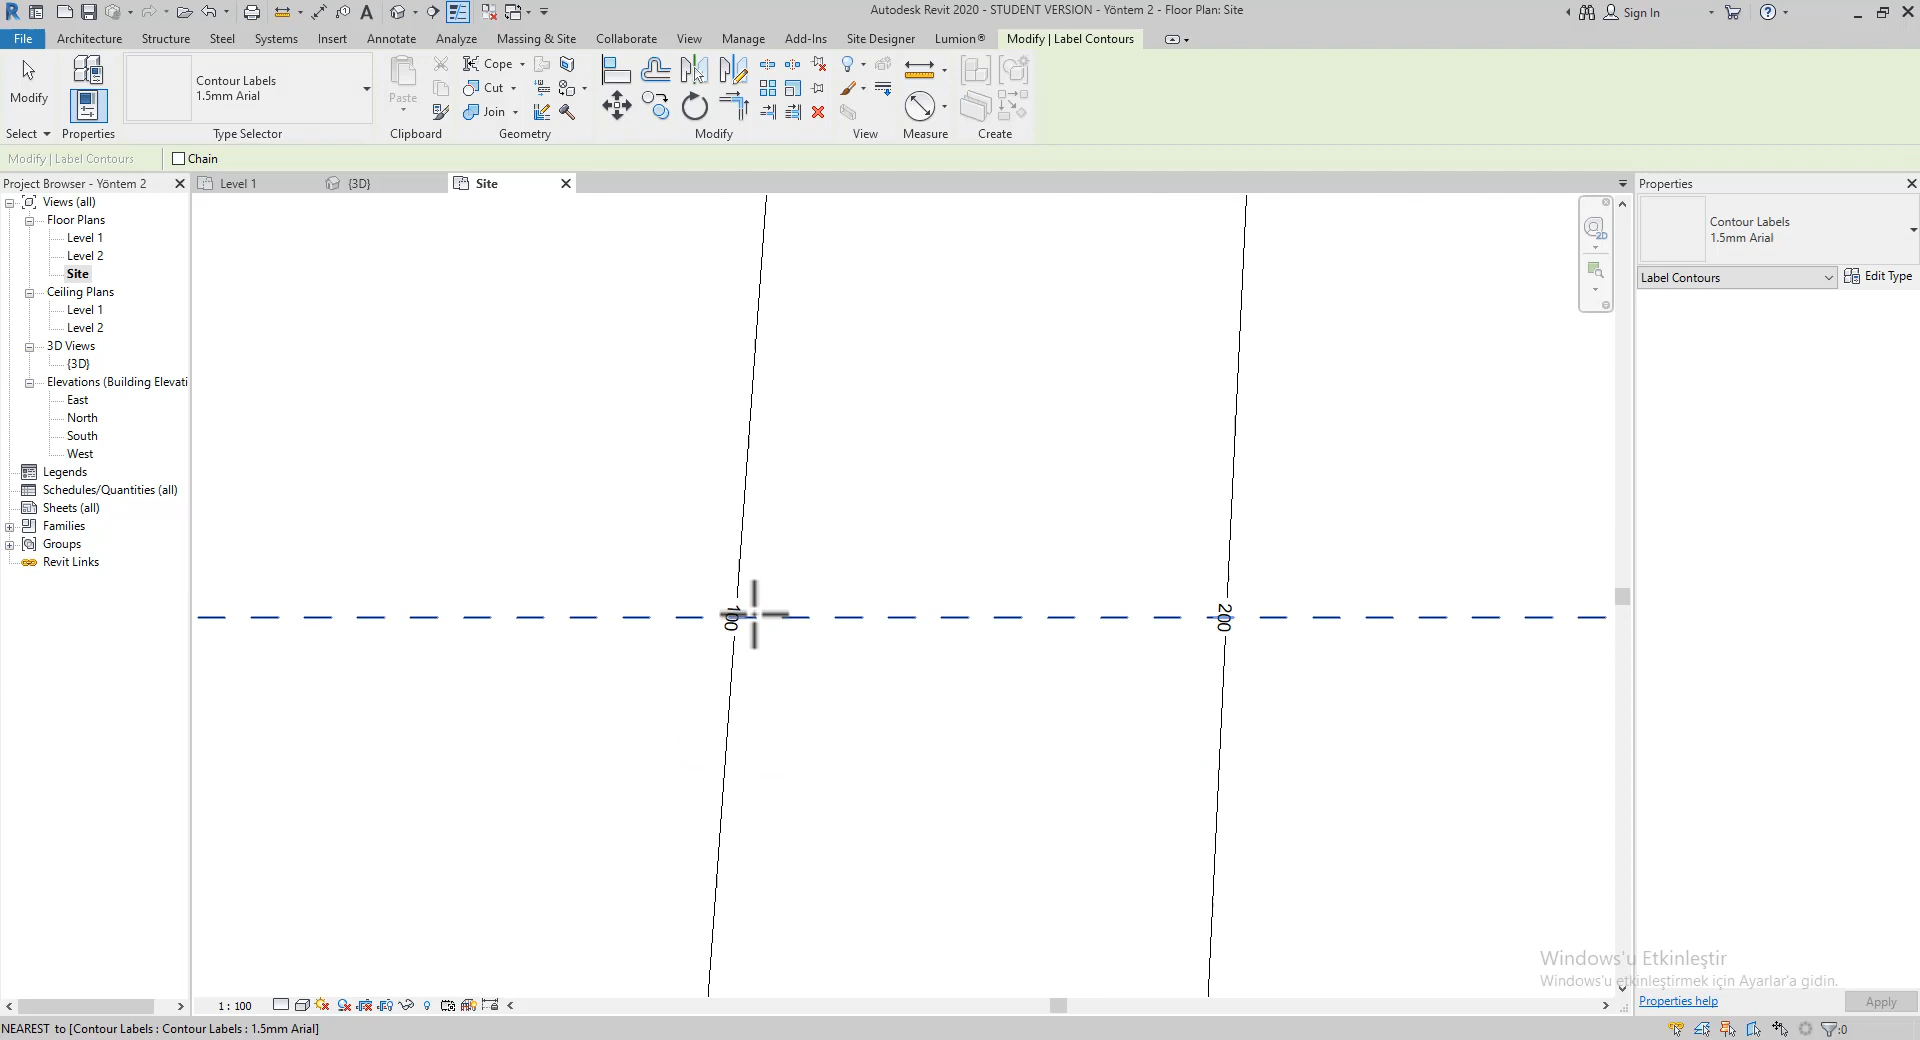 Autodesk Revit 2020 - STUDENT VERSION - Yöntem 2 - Floor Plan: Site
Sign In
File Architecture Structure Steel Systems Insert Annotate Analyze Massing & Site Collaborate View Manage Add-Ins Site Designer Lumion® Modify | Label Contours
Modify
Contour Labels
1.5mm Arial
Paste
Cope
Cut
Join
Select Properties Type Selector Clipboard Geometry Modify View Measure Create
Modify | Label Contours Chain
Project Browser - Yöntem 2
Level 1 {3D} Site
Views (all)
Floor Plans
Level 1
Level 2
Site
Ceiling Plans
Level 1
Level 2
3D Views
{3D}
Elevations (Building Elevati
East
North
South
West
Legends
Schedules/Quantities (all)
Sheets (all)
Families
Groups
Revit Links
100
200
2D
Properties
Contour Labels
1.5mm Arial
Label Contours Edit Type
Windows'u Etkinleştir
Windows'u etkinleştirmek için Ayarlar'a gidin.
Properties help Apply
1 : 100
NEAREST to [Contour Labels : Contour Labels : 1.5mm Arial]
:0